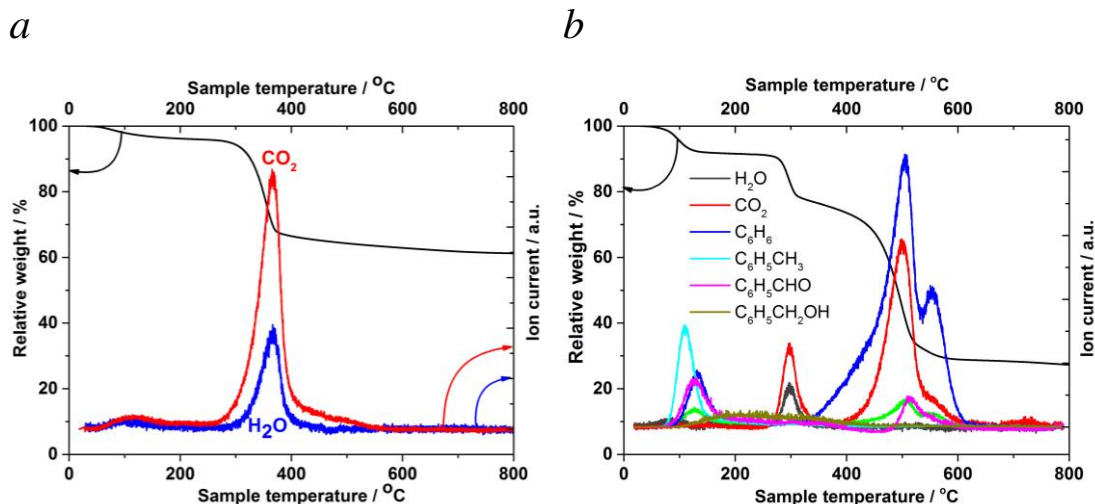 a
b
Sample temperature / °C
0 200 400 600 800
100
80
60
40
20
0
Relative weight / %
CO₂
H₂O
Ion current / a.u.
0 200 400 600 800
Sample temperature / °C
Sample temperature / °C
0 200 400 600 800
100
80
60
40
20
0
Relative weight / %
H₂O
CO₂
C₆H₆
C₆H₅CH₃
C₆H₅CHO
C₆H₅CH₂OH
Ion current / a.u.
0 200 400 600 800
Sample temperature / °C